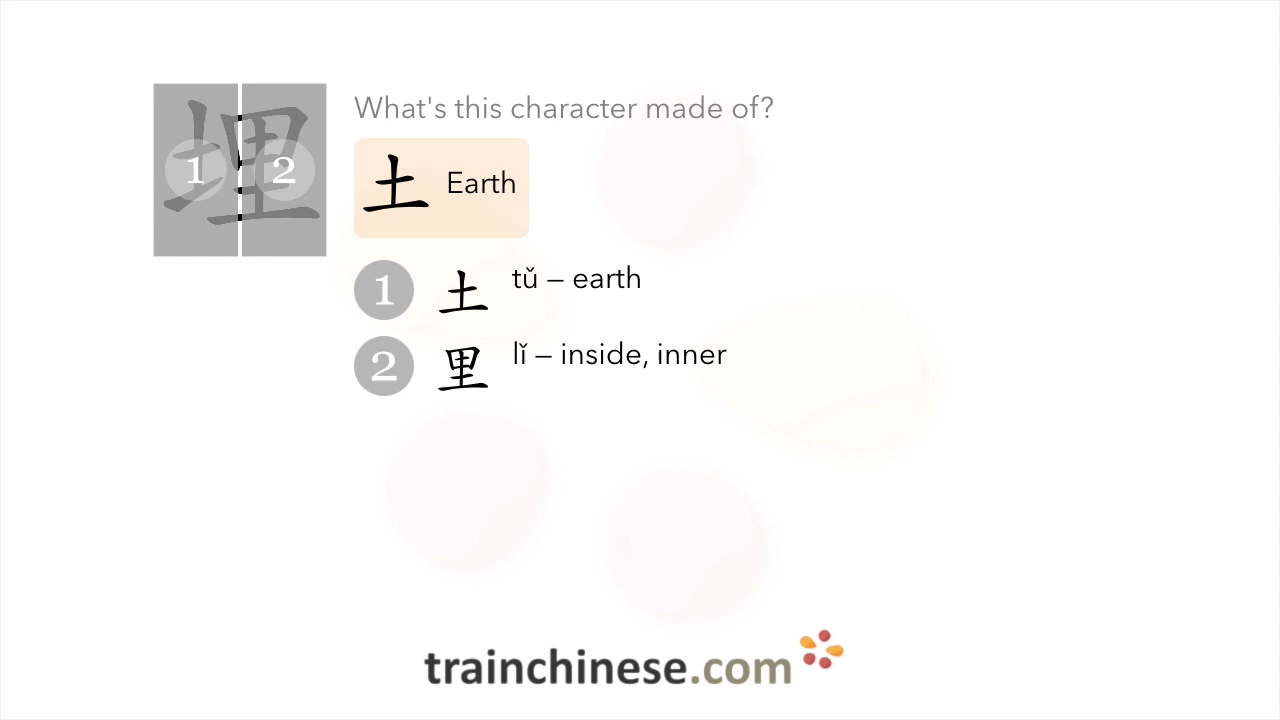 埋
1 2
What's this character made of?
土 Earth
1 土 tǔ – earth
2 里 lǐ – inside, inner
trainchinese.com